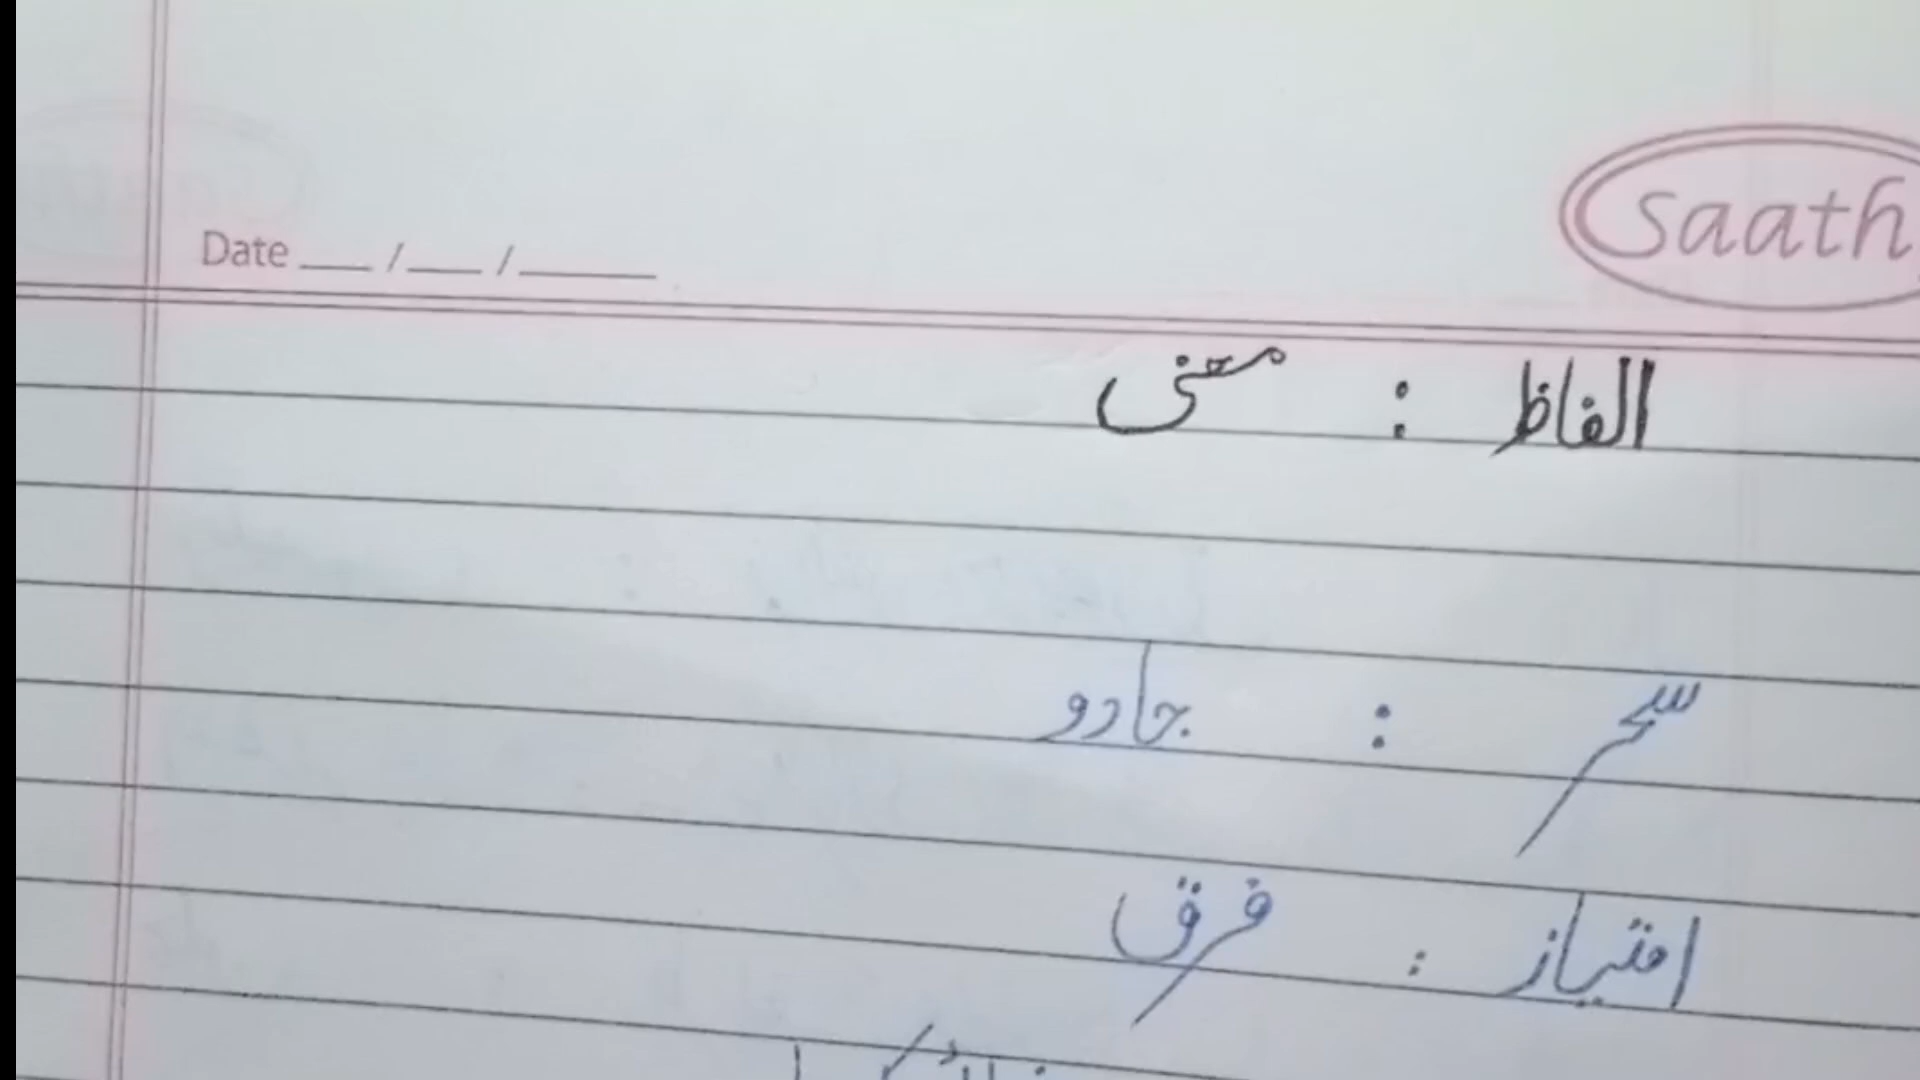 Saath
Date __/__/____
الفاظ : معنی
سحر : جادو
امتیاز : فرق